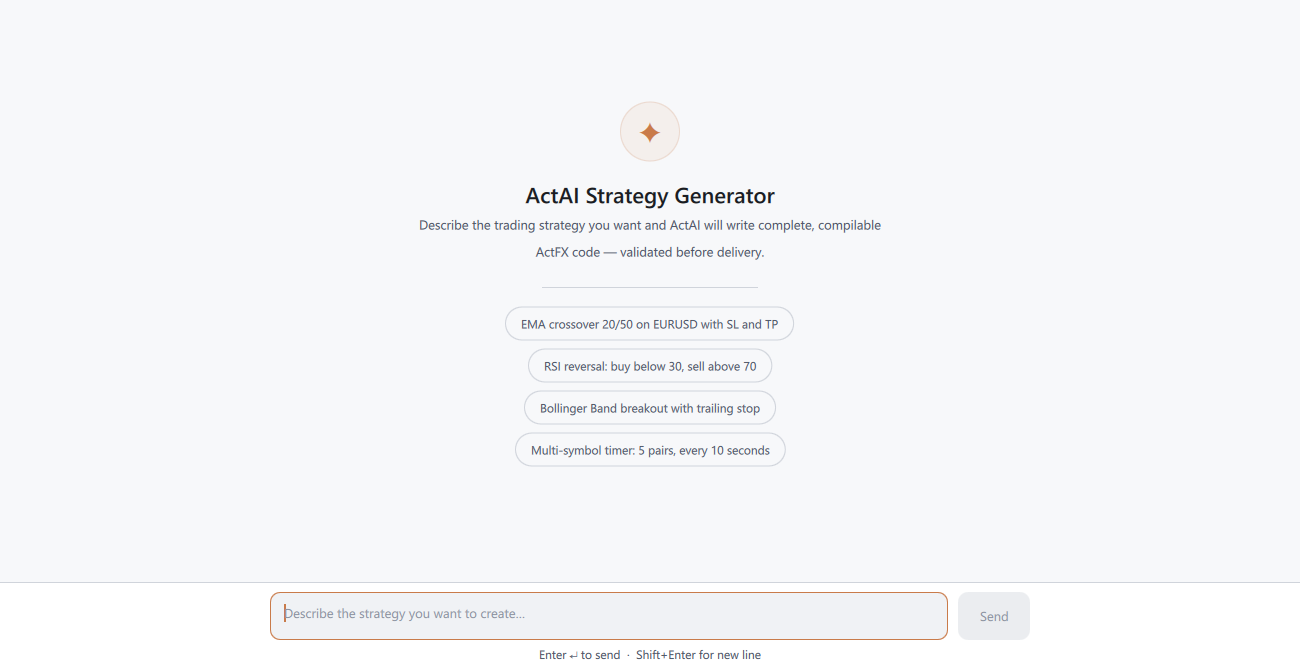 ActAI Strategy Generator
Describe the trading strategy you want and ActAI will write complete, compilable
ActFX code — validated before delivery.
EMA crossover 20/50 on EURUSD with SL and TP
RSI reversal: buy below 30, sell above 70
Bollinger Band breakout with trailing stop
Multi-symbol timer: 5 pairs, every 10 seconds
Describe the strategy you want to create...
Send
Enter ↵ to send · Shift+Enter for new line